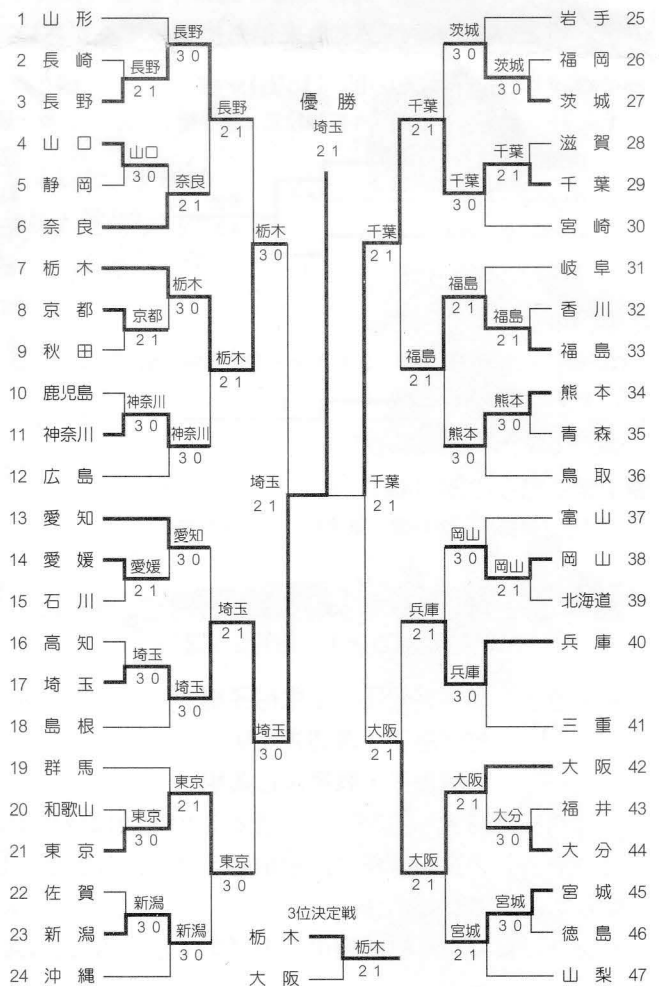 優勝
埼玉
2 1
1 山形
2 長崎
3 長野
4 山口
5 静岡
6 奈良
7 栃木
8 京都
9 秋田
10 鹿児島
11 神奈川
12 広島
13 愛知
14 愛媛
15 石川
16 高知
17 埼玉
18 島根
19 群馬
20 和歌山
21 東京
22 佐賀
23 新潟
24 沖縄
長野
2 1
山口
3 0
京都
2 1
神奈川
3 0
愛媛
2 1
埼玉
3 0
東京
3 0
新潟
3 0
長野
3 0
奈良
2 1
栃木
3 0
神奈川
3 0
愛知
3 0
埼玉
3 0
東京
2 1
新潟
3 0
長野
2 1
栃木
2 1
埼玉
2 1
東京
3 0
栃木
3 0
埼玉
3 0
埼玉
2 1
千葉
2 1
千葉
2 1
大阪
2 1
千葉
2 1
福島
2 1
兵庫
2 1
大阪
2 1
茨城
3 0
千葉
3 0
福島
2 1
熊本
3 0
岡山
3 0
兵庫
3 0
大阪
2 1
宮城
2 1
茨城
3 0
千葉
2 1
福島
2 1
熊本
3 0
岡山
2 1
大分
3 0
宮城
3 0
岩手 25
福岡 26
茨城 27
滋賀 28
千葉 29
宮崎 30
岐阜 31
香川 32
福島 33
熊本 34
青森 35
鳥取 36
富山 37
岡山 38
北海道 39
兵庫 40
三重 41
大阪 42
福井 43
大分 44
宮城 45
徳島 46
山梨 47
3位決定戦
栃木
大阪
栃木
2 1